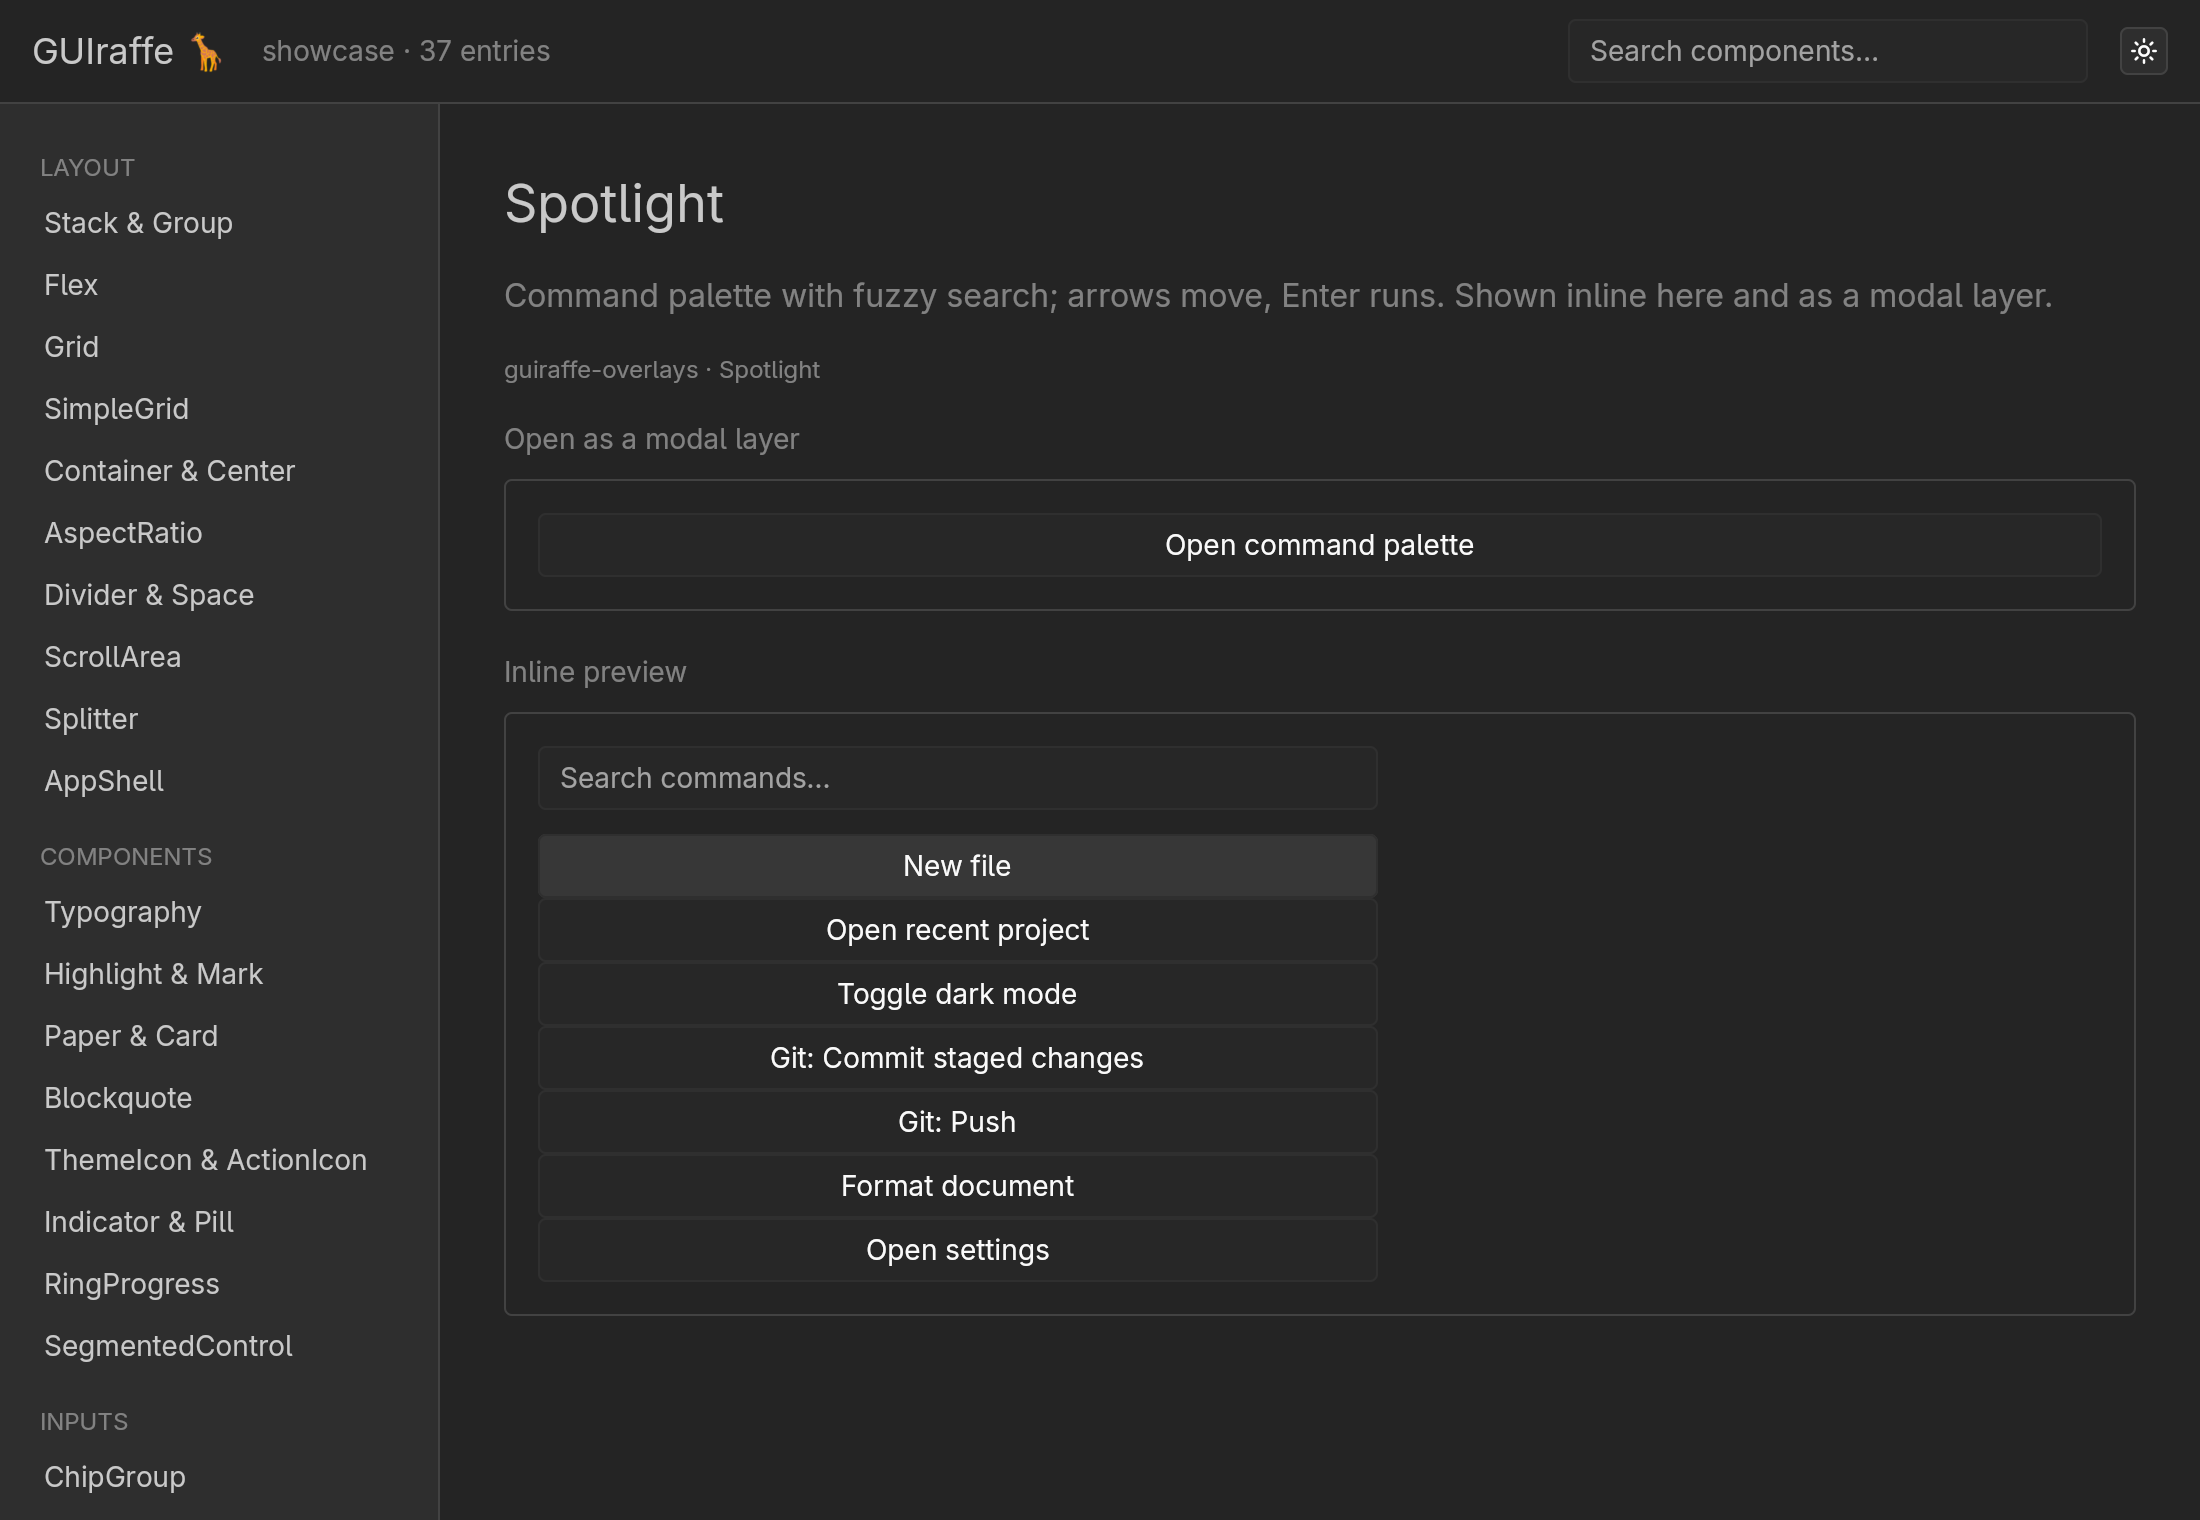 GUIraffe 🦒 showcase · 37 entries
Search components...
LAYOUT
Stack & Group
Flex
Grid
SimpleGrid
Container & Center
AspectRatio
Divider & Space
ScrollArea
Splitter
AppShell
COMPONENTS
Typography
Highlight & Mark
Paper & Card
Blockquote
ThemeIcon & ActionIcon
Indicator & Pill
RingProgress
SegmentedControl
INPUTS
ChipGroup
Spotlight
Command palette with fuzzy search; arrows move, Enter runs. Shown inline here and as a modal layer.
guiraffe-overlays · Spotlight
Open as a modal layer
Open command palette
Inline preview
Search commands...
New file
Open recent project
Toggle dark mode
Git: Commit staged changes
Git: Push
Format document
Open settings